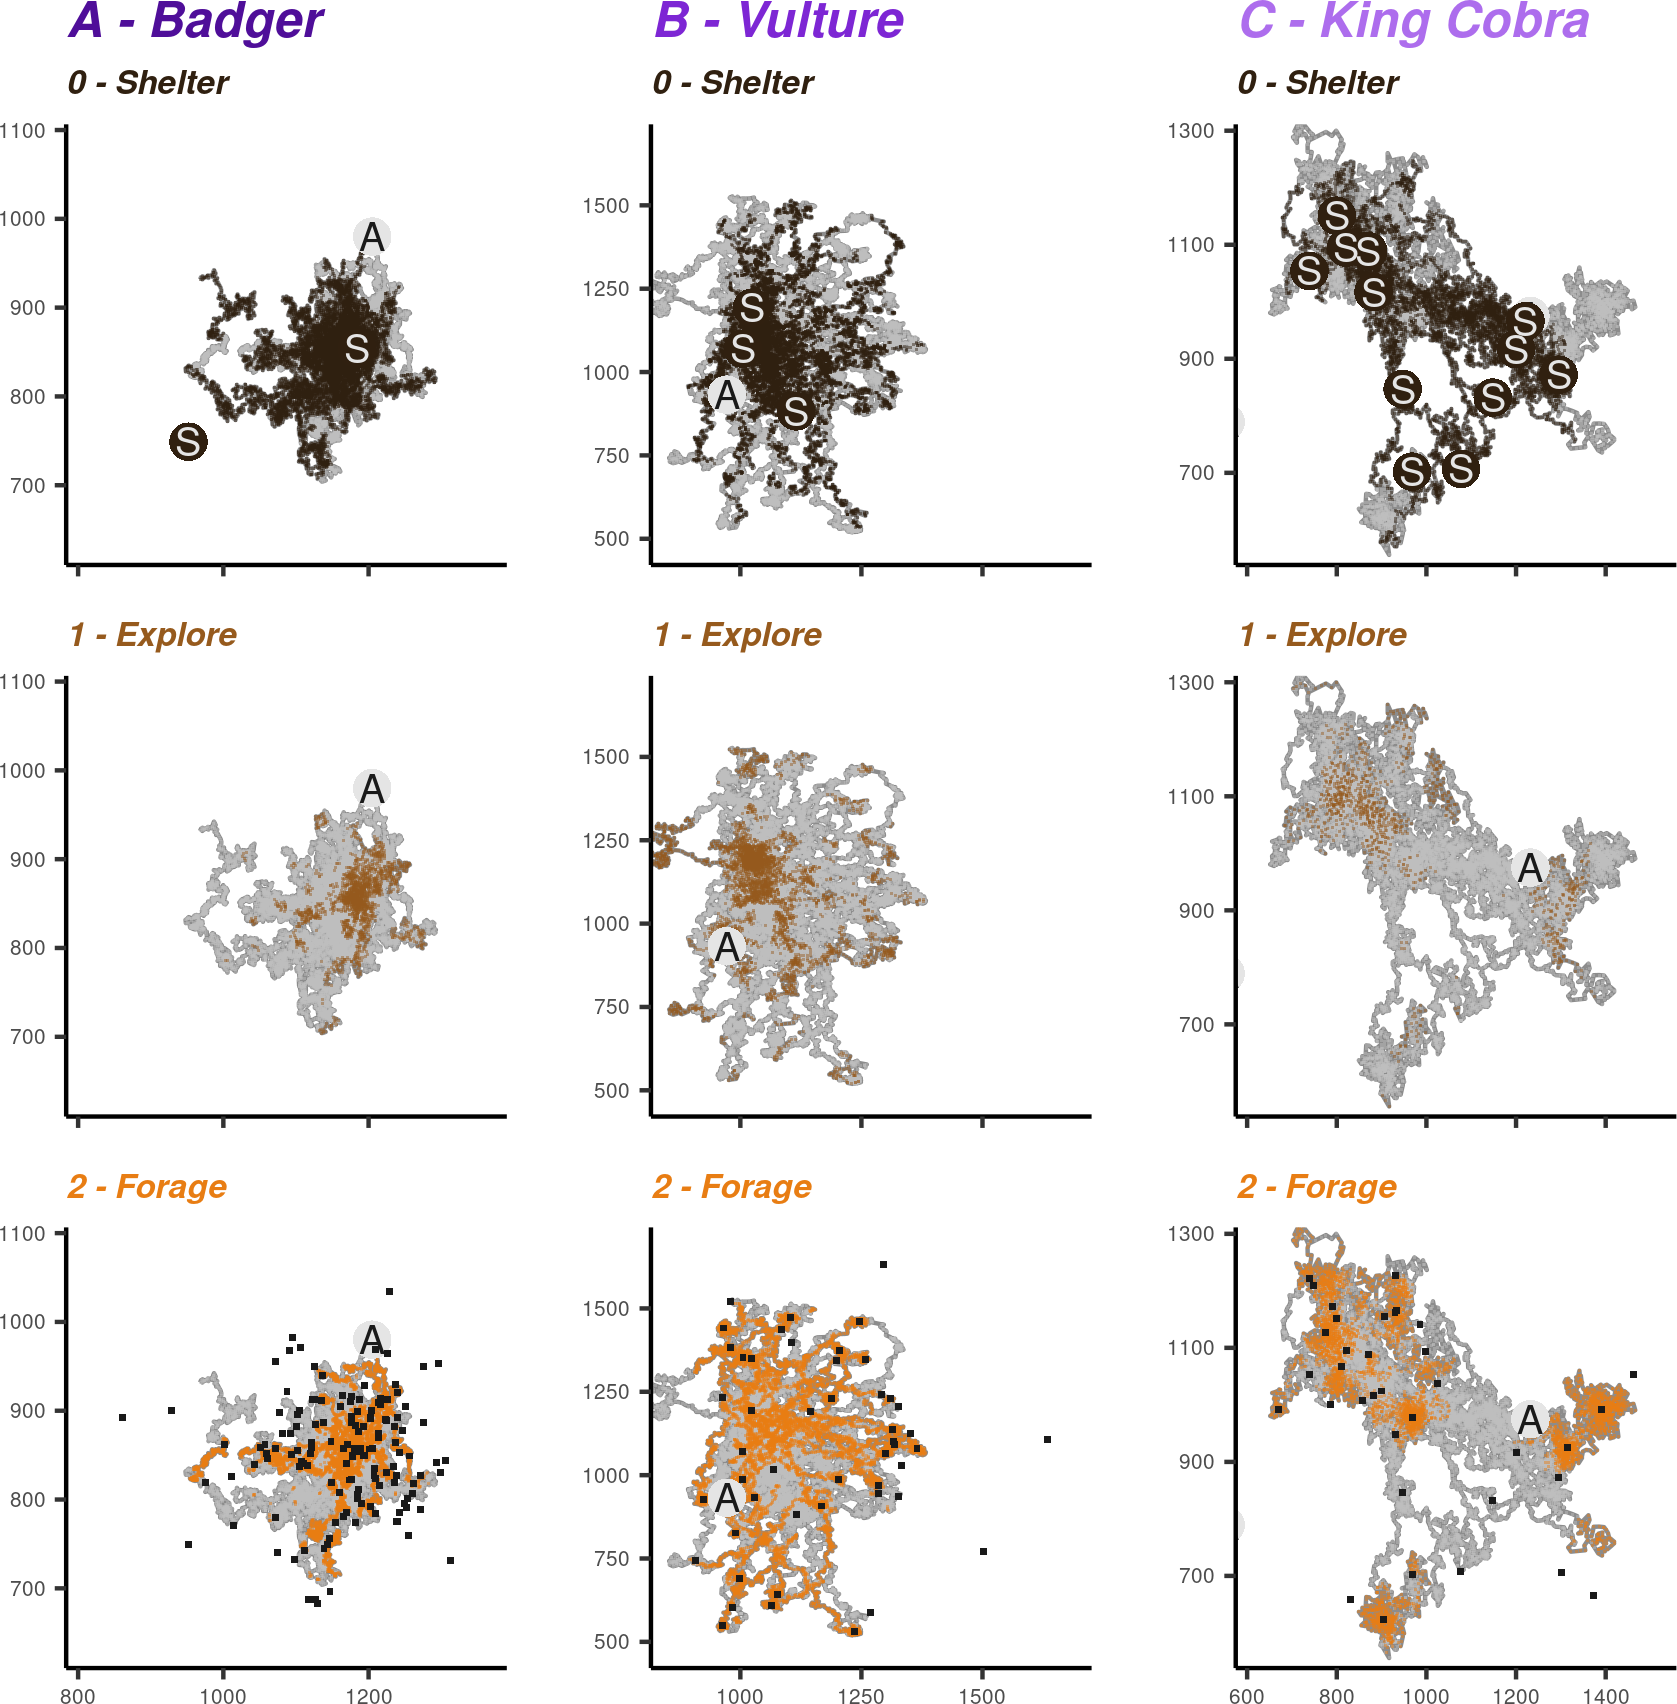 A - Badger
B - Vulture
C - King Cobra
0 - Shelter
0 - Shelter
0 - Shelter
1100
1000
900
800
700
A
S
S
1500
1250
1000
750
500
S
S
A
S
1300
1100
900
700
S
S
S
S
S
S
S
S
S
S
S
S
1 - Explore
1 - Explore
1 - Explore
1100
1000
900
800
700
A
1500
1250
1000
750
500
A
1300
1100
900
700
A
2 - Forage
2 - Forage
2 - Forage
1100
1000
900
800
700
A
800
1000
1200
1500
1250
1000
750
500
A
1000
1250
1500
1300
1100
900
700
A
600
800
1000
1200
1400